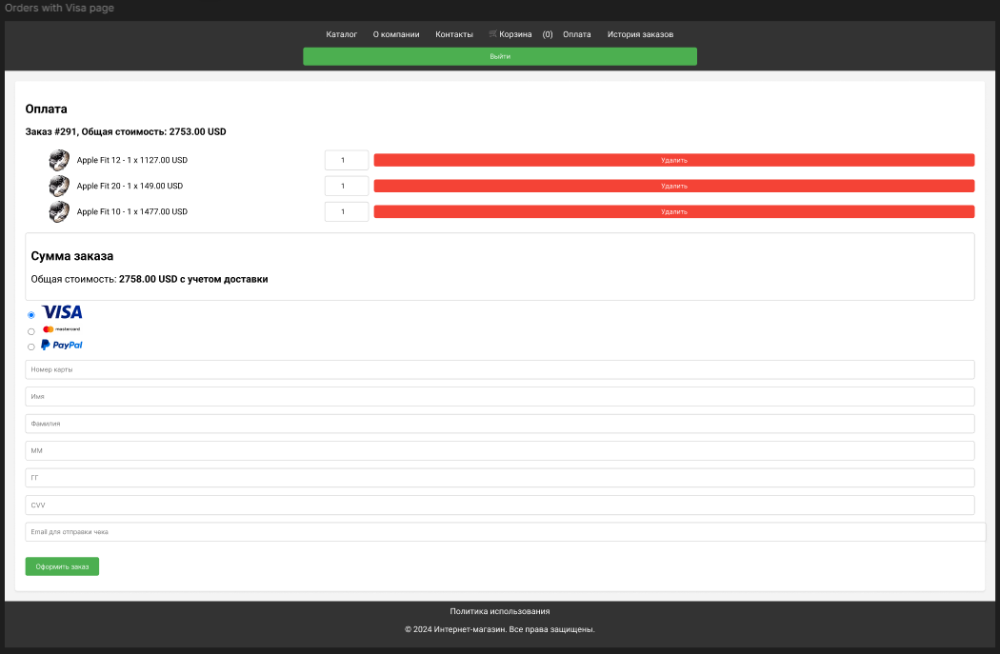 Orders with Visa page
Каталог О компании Контакты 🛒 Корзина (0) Оплата История заказов
Выйти
Оплата
Заказ #291, Общая стоимость: 2753.00 USD
Apple Fit 12 - 1 x 1127.00 USD 1 Удалить
Apple Fit 20 - 1 x 149.00 USD 1 Удалить
Apple Fit 10 - 1 x 1477.00 USD 1 Удалить
Сумма заказа
Общая стоимость: 2758.00 USD с учетом доставки
VISA
mastercard
PayPal
Номер карты
Имя
Фамилия
ММ
ГГ
CVV
Email для отправки чека
Оформить заказ
Политика использования
© 2024 Интернет-магазин. Все права защищены.